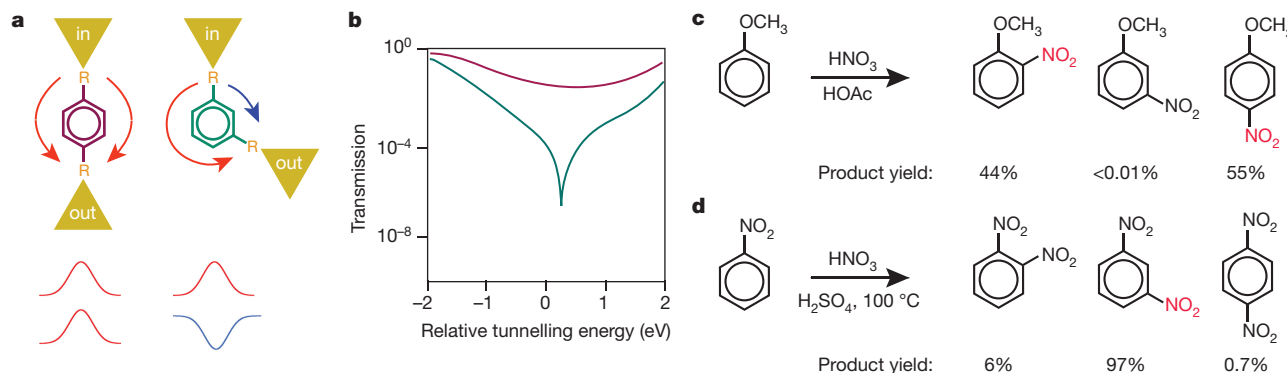 a
in
R
R
out
in
R
R
out
b
Transmission
10⁰
10⁻⁴
10⁻⁸
−2
−1
0
1
2
Relative tunnelling energy (eV)
c
OCH₃
HNO₃
HOAc
OCH₃
NO₂
OCH₃
NO₂
OCH₃
NO₂
Product yield: 44% <0.01% 55%
d
NO₂
HNO₃
H₂SO₄, 100 °C
NO₂
NO₂
NO₂
NO₂
NO₂
NO₂
Product yield: 6% 97% 0.7%